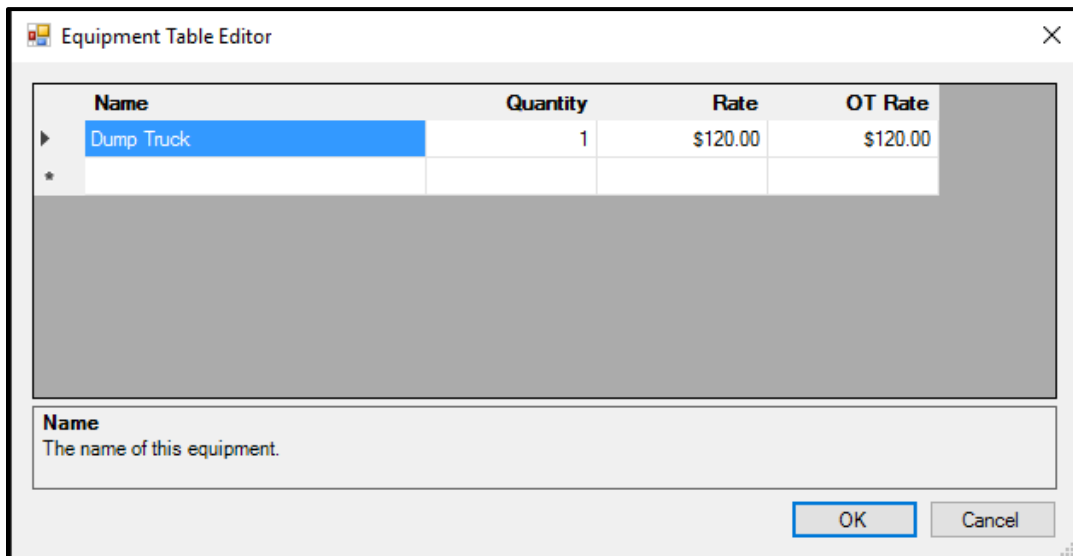 Equipment Table Editor
Name Quantity Rate OT Rate
Dump Truck 1 $120.00 $120.00
*
Name
The name of this equipment.
OK Cancel